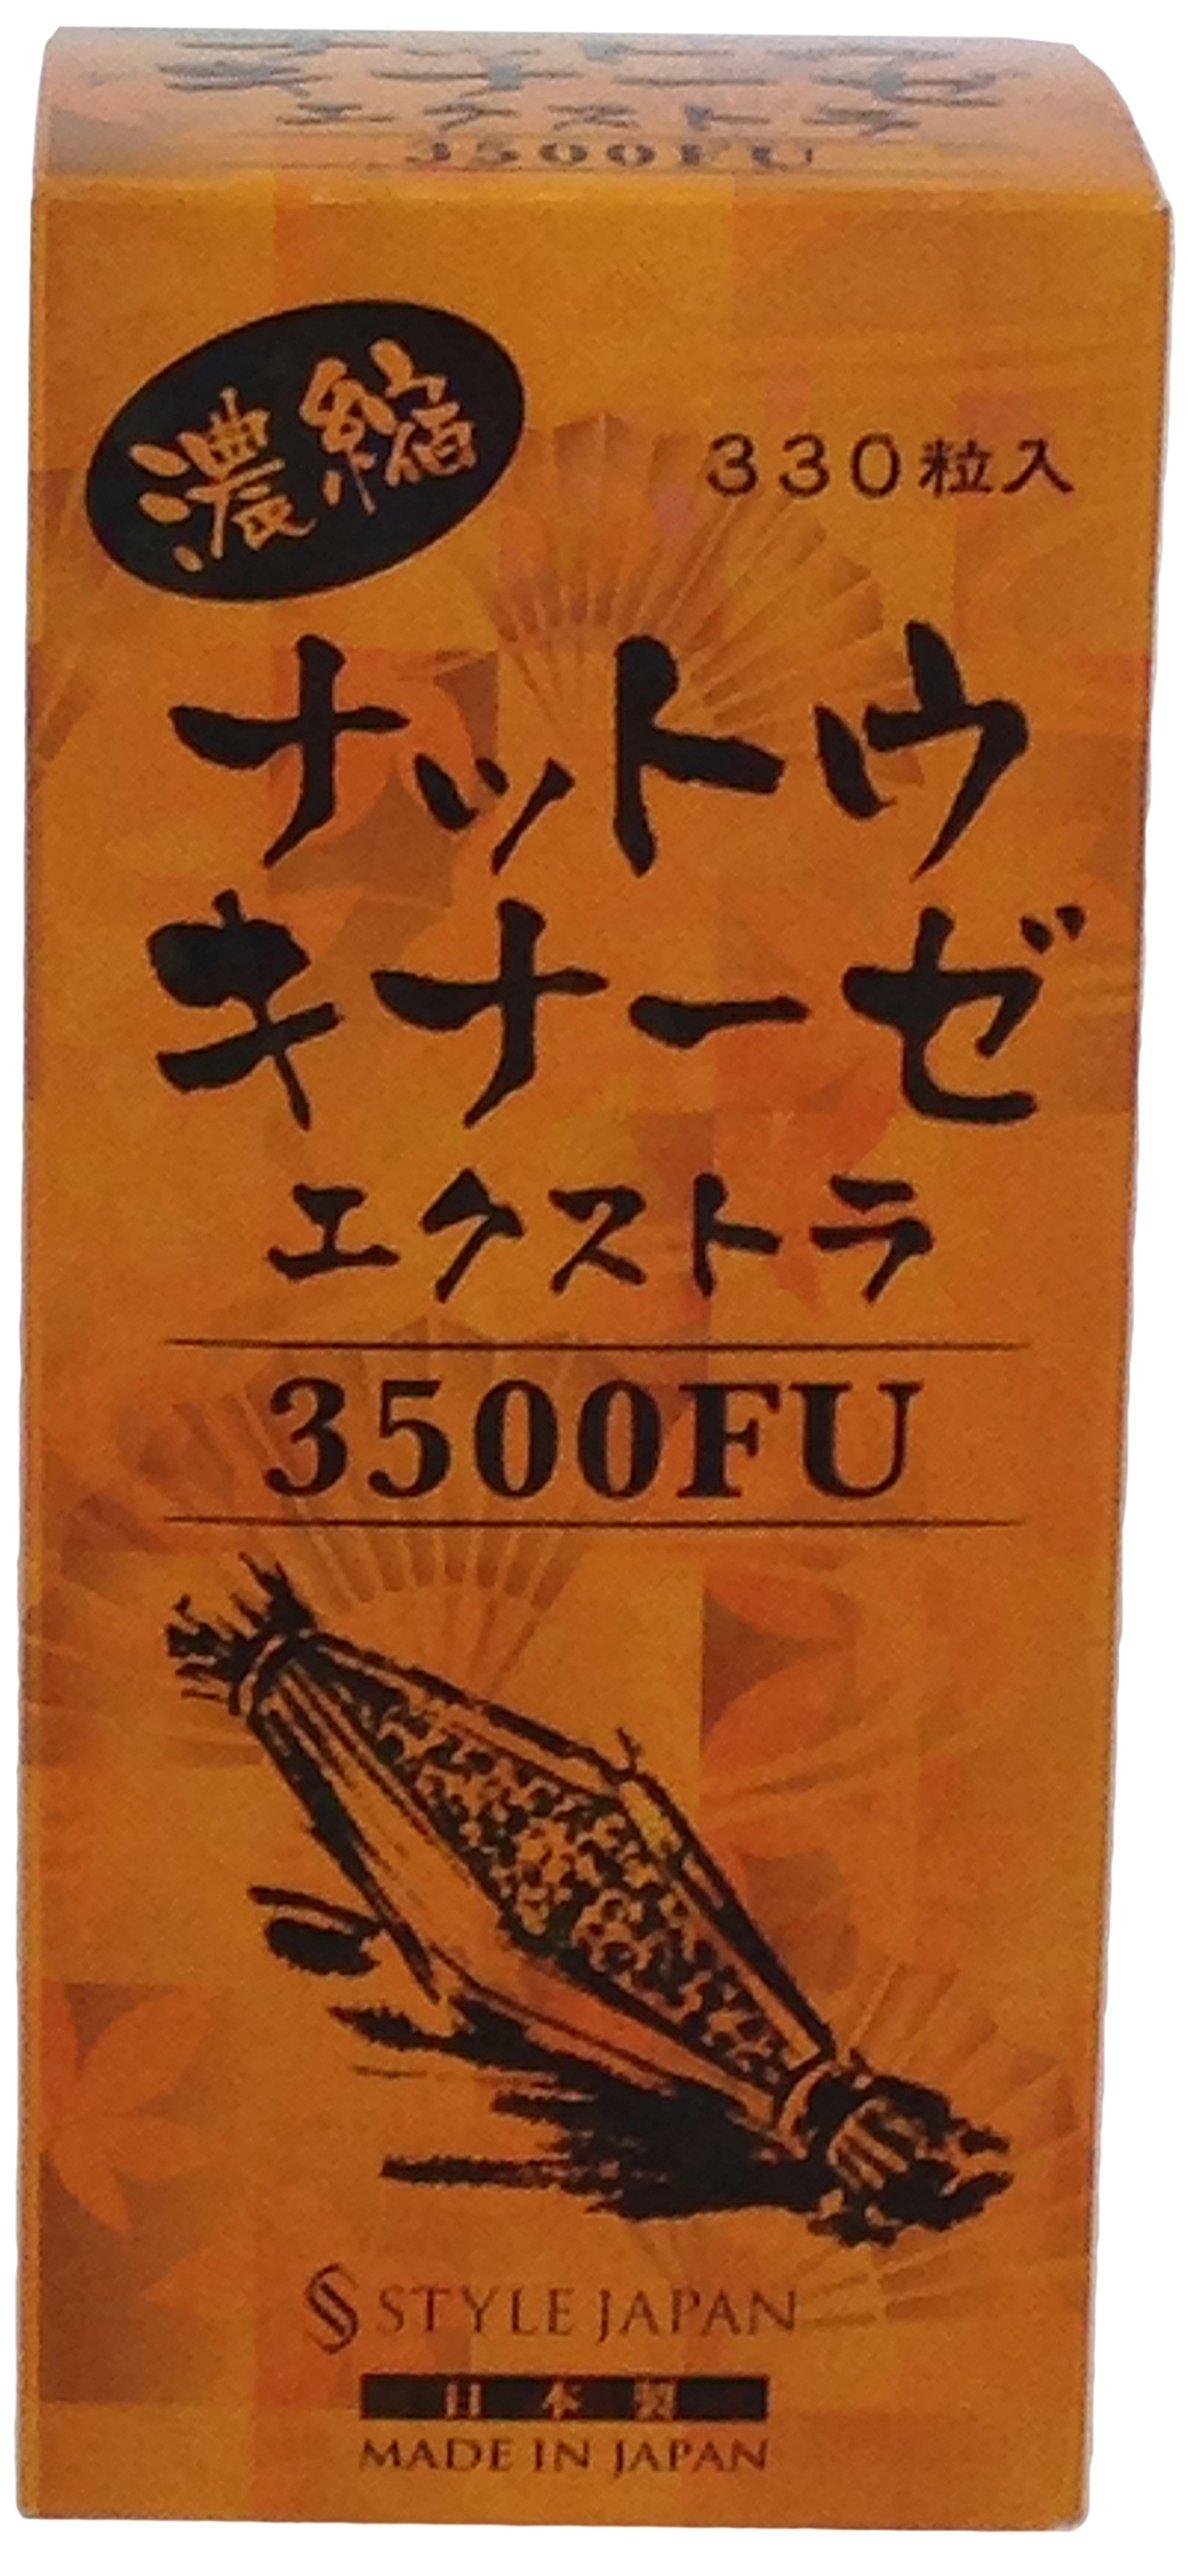 ナットウ
キナーゼ
エクストラ
3500FU
濃縮
330粒入
ナットウ
キナーゼ
エクストラ
3500FU
STYLE JAPAN
日本製
MADE IN JAPAN